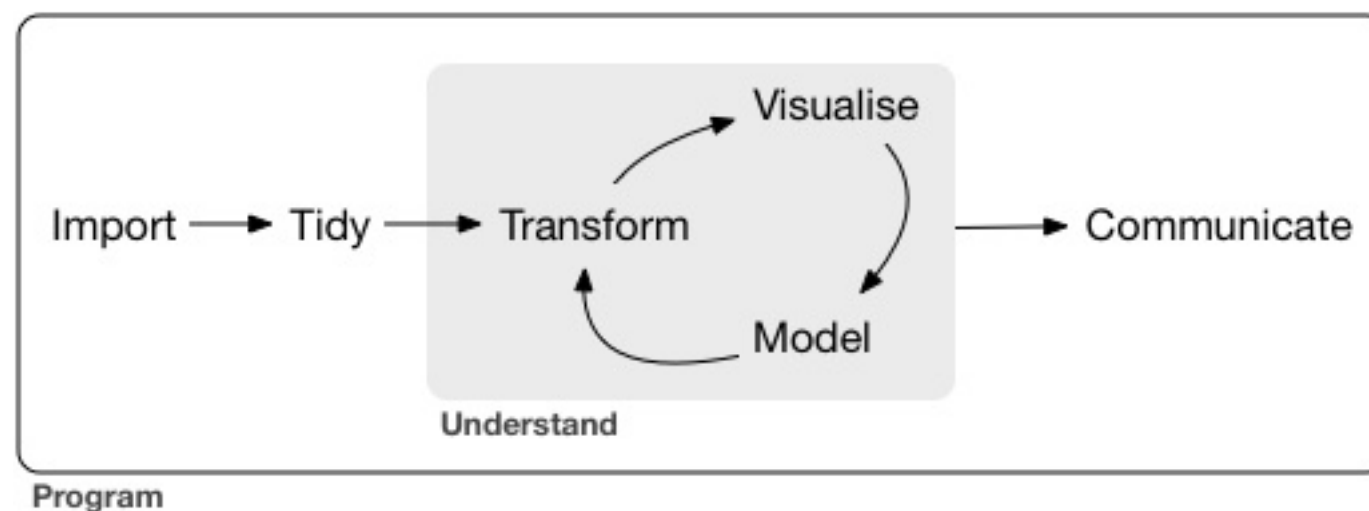 Visualise
Import Tidy Transform Communicate
Model
Understand
Program